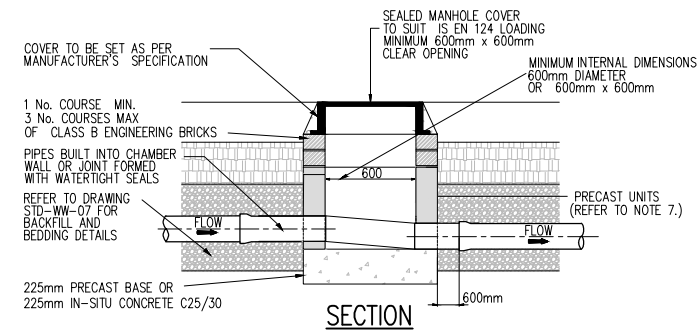 SEALED MANHOLE COVER
TO SUIT IS EN 124 LOADING
MINIMUM 600mm x 600mm
CLEAR OPENING
COVER TO BE SET AS PER
MANUFACTURER'S SPECIFICATION
MINIMUM INTERNAL DIMENSIONS
600mm DIAMETER
OR 600mm x 600mm
1 No. COURSE MIN.
3 No. COURSES MAX
OF CLASS B ENGINEERING BRICKS
PIPES BUILT INTO CHAMBER
WALL OR JOINT FORMED
WITH WATERTIGHT SEALS
600
REFER TO DRAWING
STD-WW-07 FOR
BACKFILL AND
BEDDING DETAILS
PRECAST UNITS
(REFER TO NOTE 7.)
FLOW
FLOW
225mm PRECAST BASE OR
225mm IN-SITU CONCRETE C25/30
600mm
SECTION